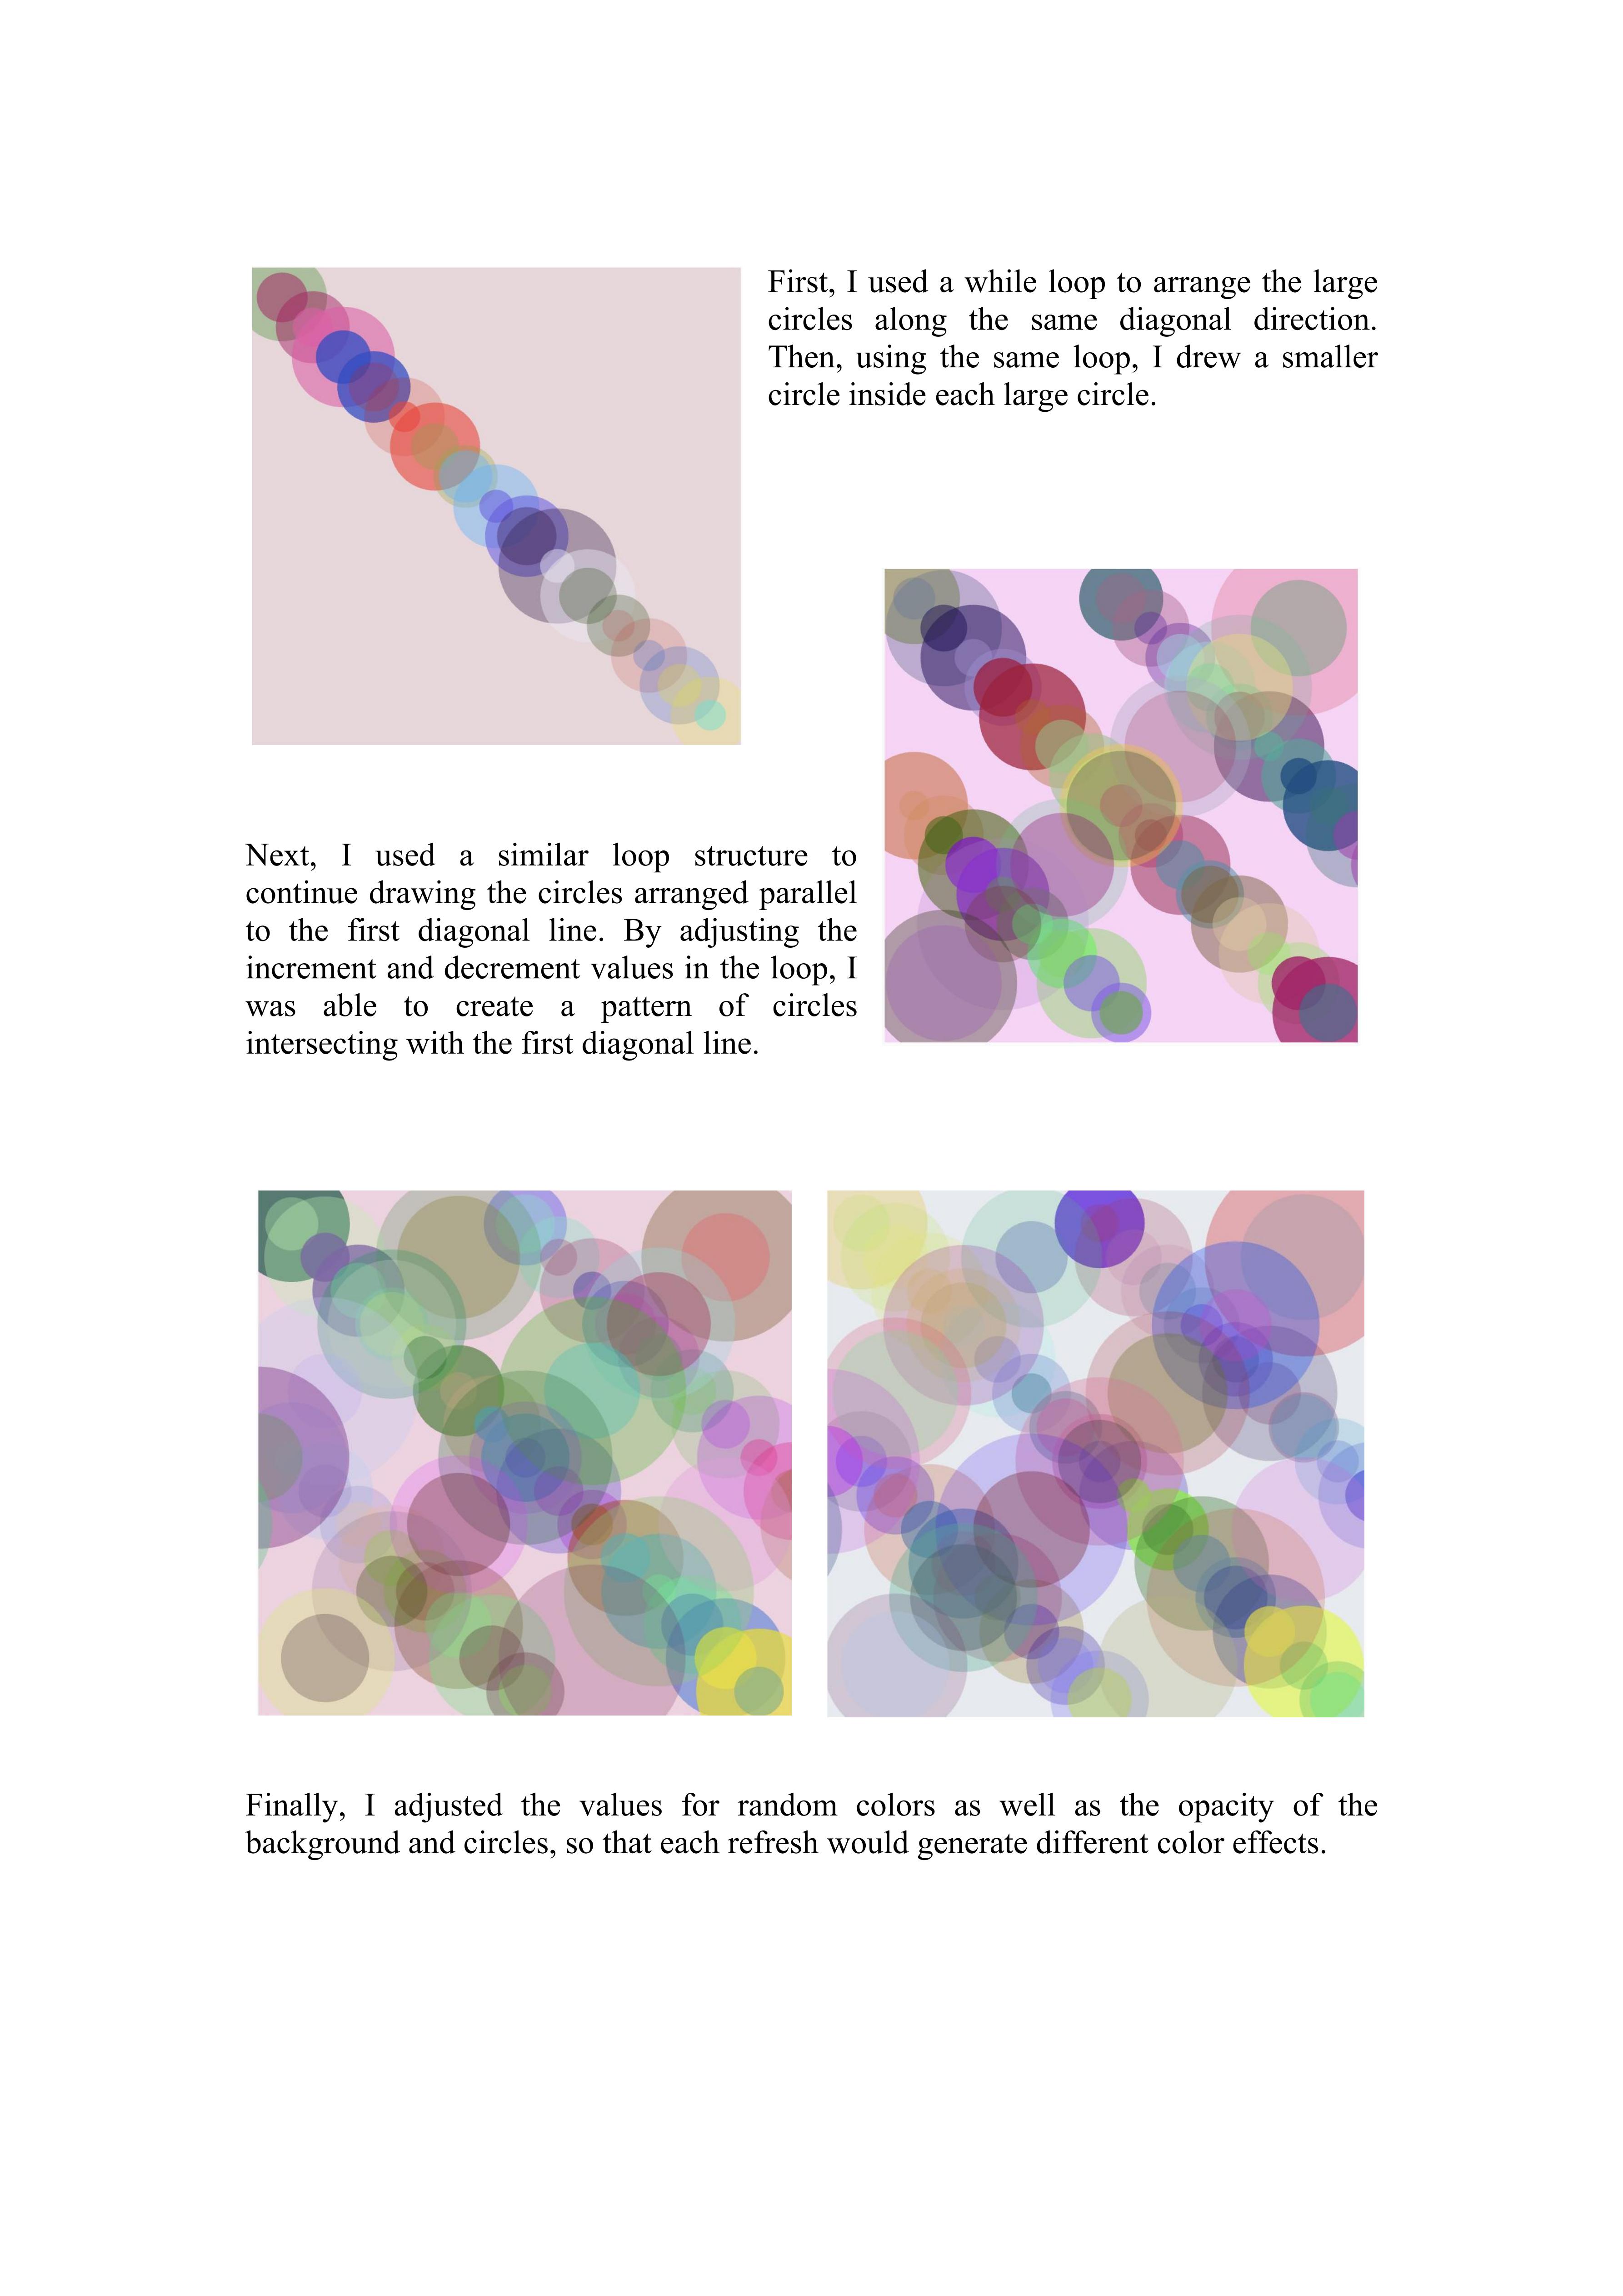 First, I used a while loop to arrange the large
circles along the same diagonal direction.
Then, using the same loop, I drew a smaller
circle inside each large circle.
Next, I used a similar loop structure to
continue drawing the circles arranged parallel
to the first diagonal line. By adjusting the
increment and decrement values in the loop, I
was able to create a pattern of circles
intersecting with the first diagonal line.
Finally, I adjusted the values for random colors as well as the opacity of the
background and circles, so that each refresh would generate different color effects.